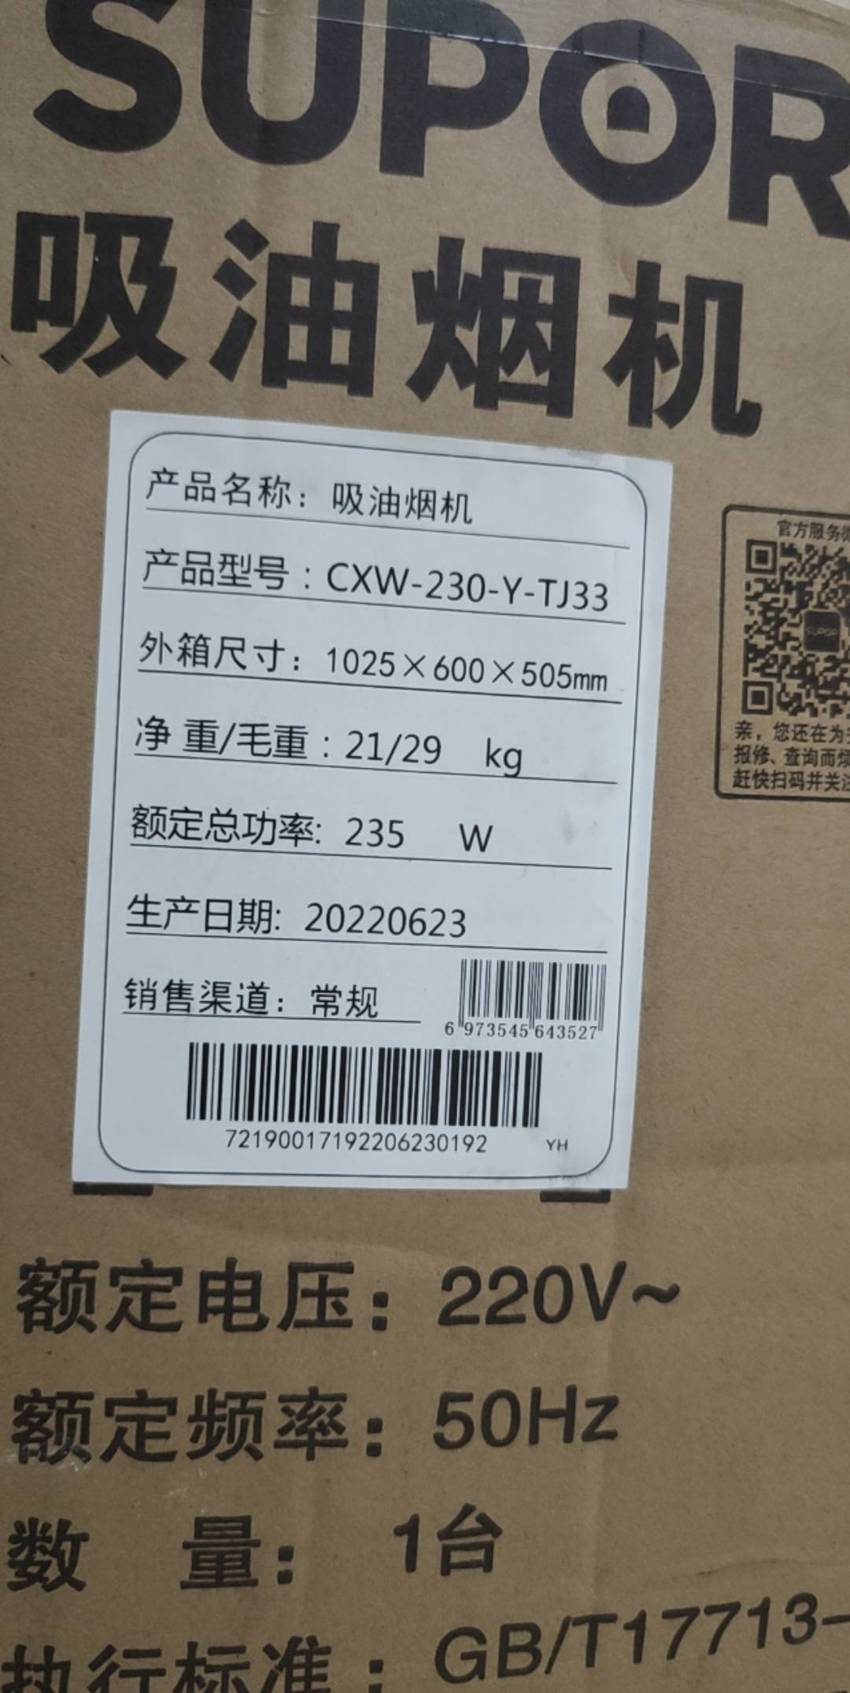 SUPOR
吸油烟机
产品名称：吸油烟机
产品型号：CXW-230-Y-TJ33
外箱尺寸：1025×600×505mm
净 重/毛重：21/29 kg
额定总功率: 235 W
生产日期: 20220623
销售渠道：常规
6 973545 643527
72190017192206230192 YH
官方服务微
SUPOR
亲，您还在为
报修、查询而烦
赶快扫码并关注
额定电压：220V~
额定频率：50Hz
数 量： 1台
执行标准：GB/T17713-